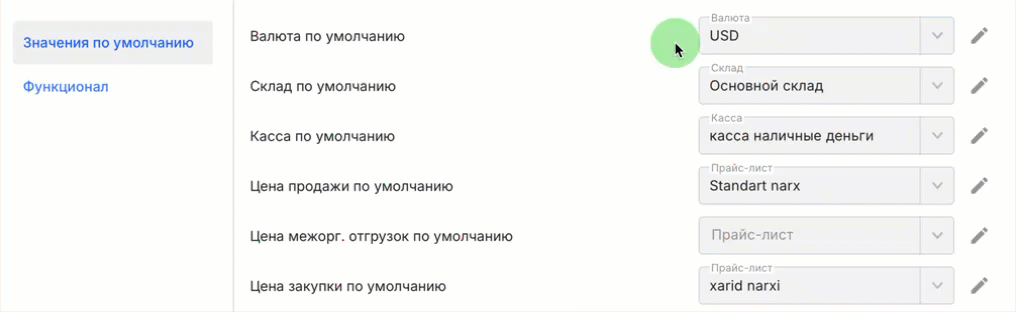 Значения по умолчанию
Функционал
Валюта по умолчанию
Валюта
USD
Склад по умолчанию
Склад
Основной склад
Касса по умолчанию
Касса
касса наличные деньги
Цена продажи по умолчанию
Прайс-лист
Standart narx
Цена межорг. отгрузок по умолчанию
Прайс-лист
Цена закупки по умолчанию
Прайс-лист
xarid narxi